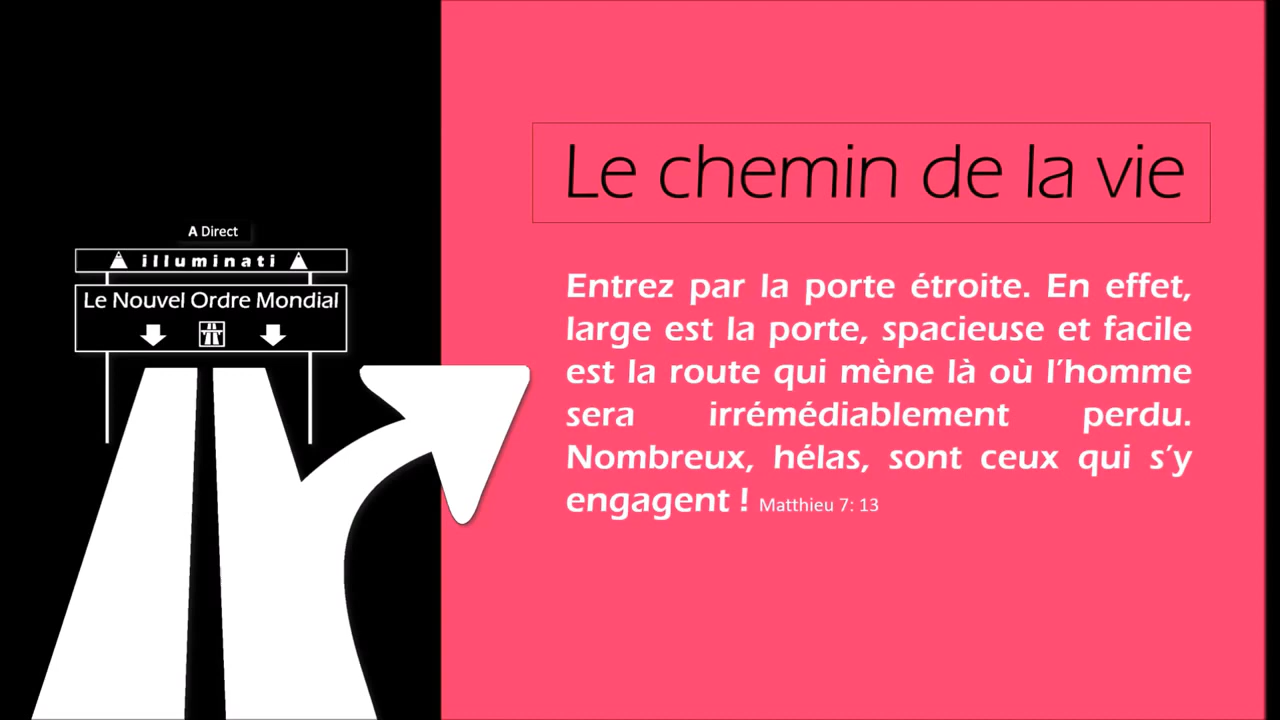 A Direct
illuminati
Le Nouvel Ordre Mondial
Le chemin de la vie
Entrez par la porte étroite. En effet,
large est la porte, spacieuse et facile
est la route qui mène là où l’homme
sera irrémédiablement perdu.
Nombreux, hélas, sont ceux qui s’y
engagent ! Matthieu 7: 13